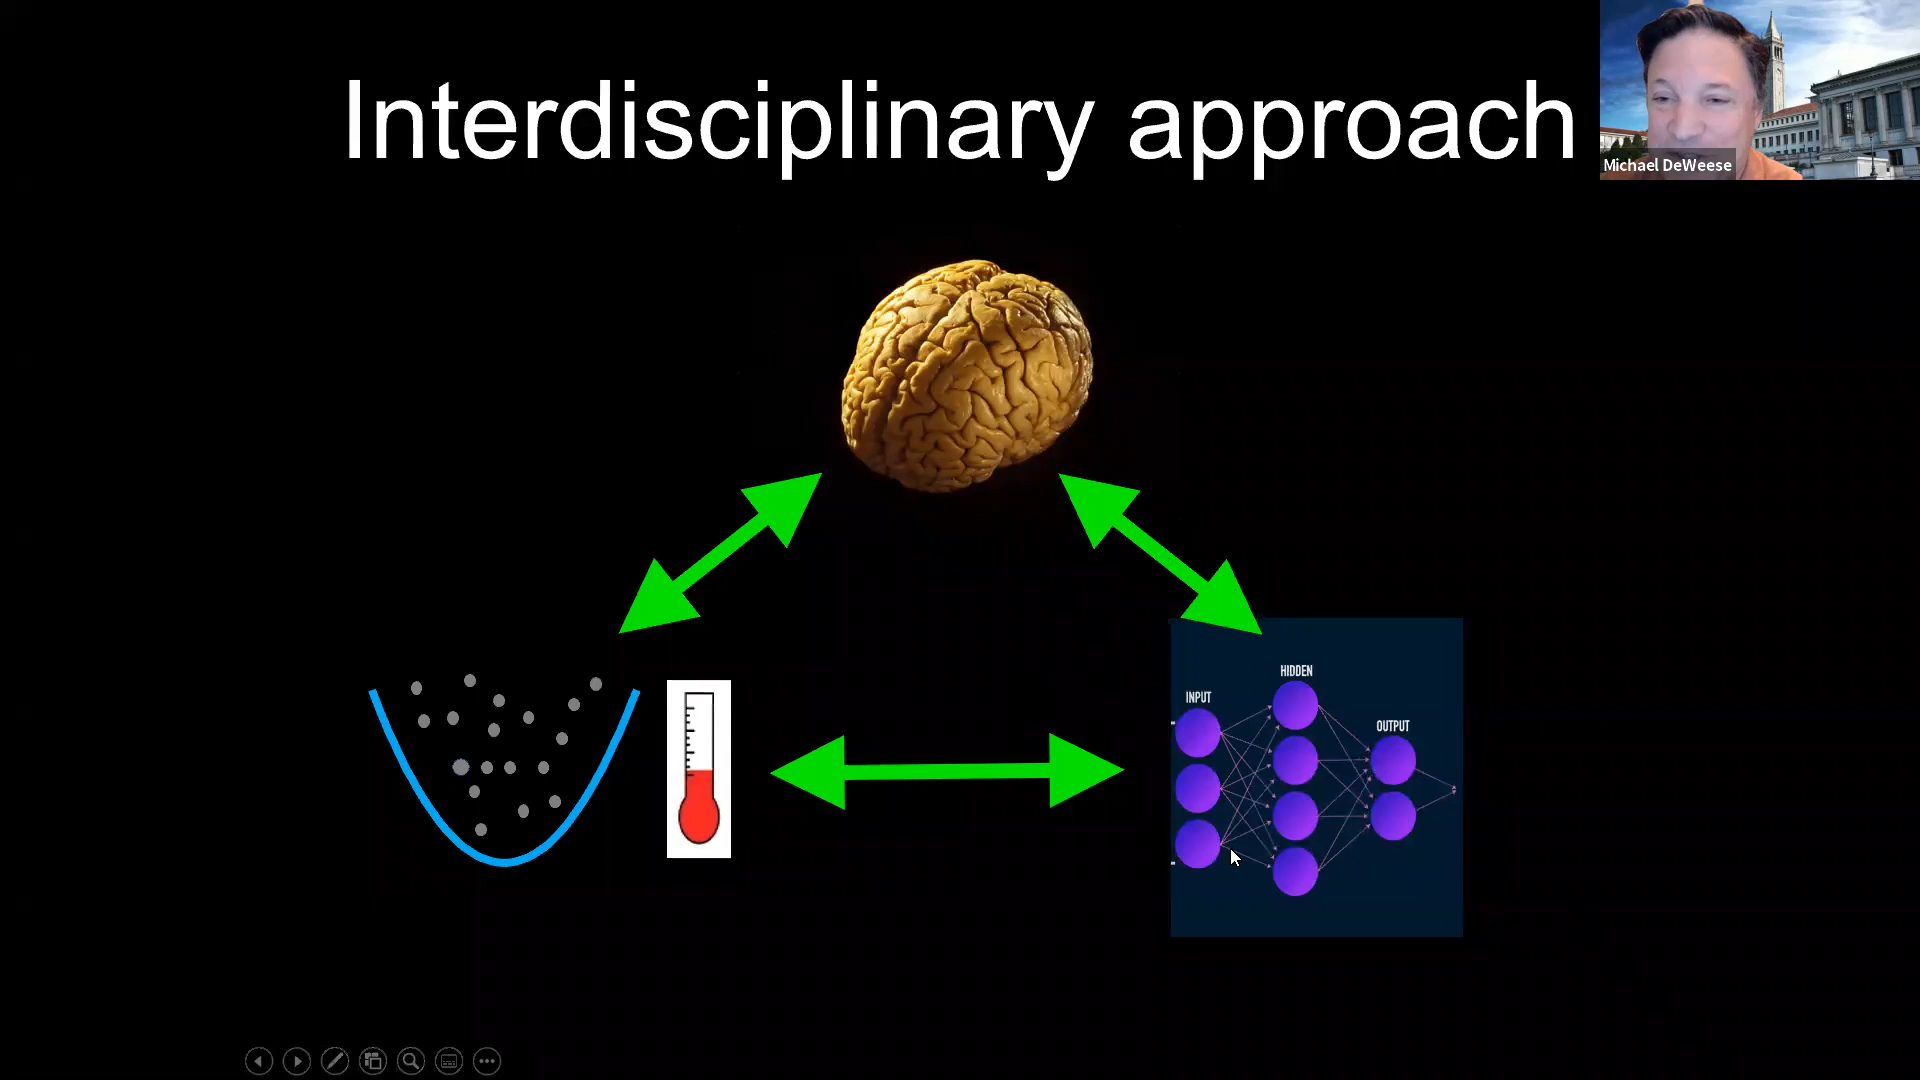 Interdisciplinary approach
Michael DeWeese
HIDDEN
INPUT
OUTPUT